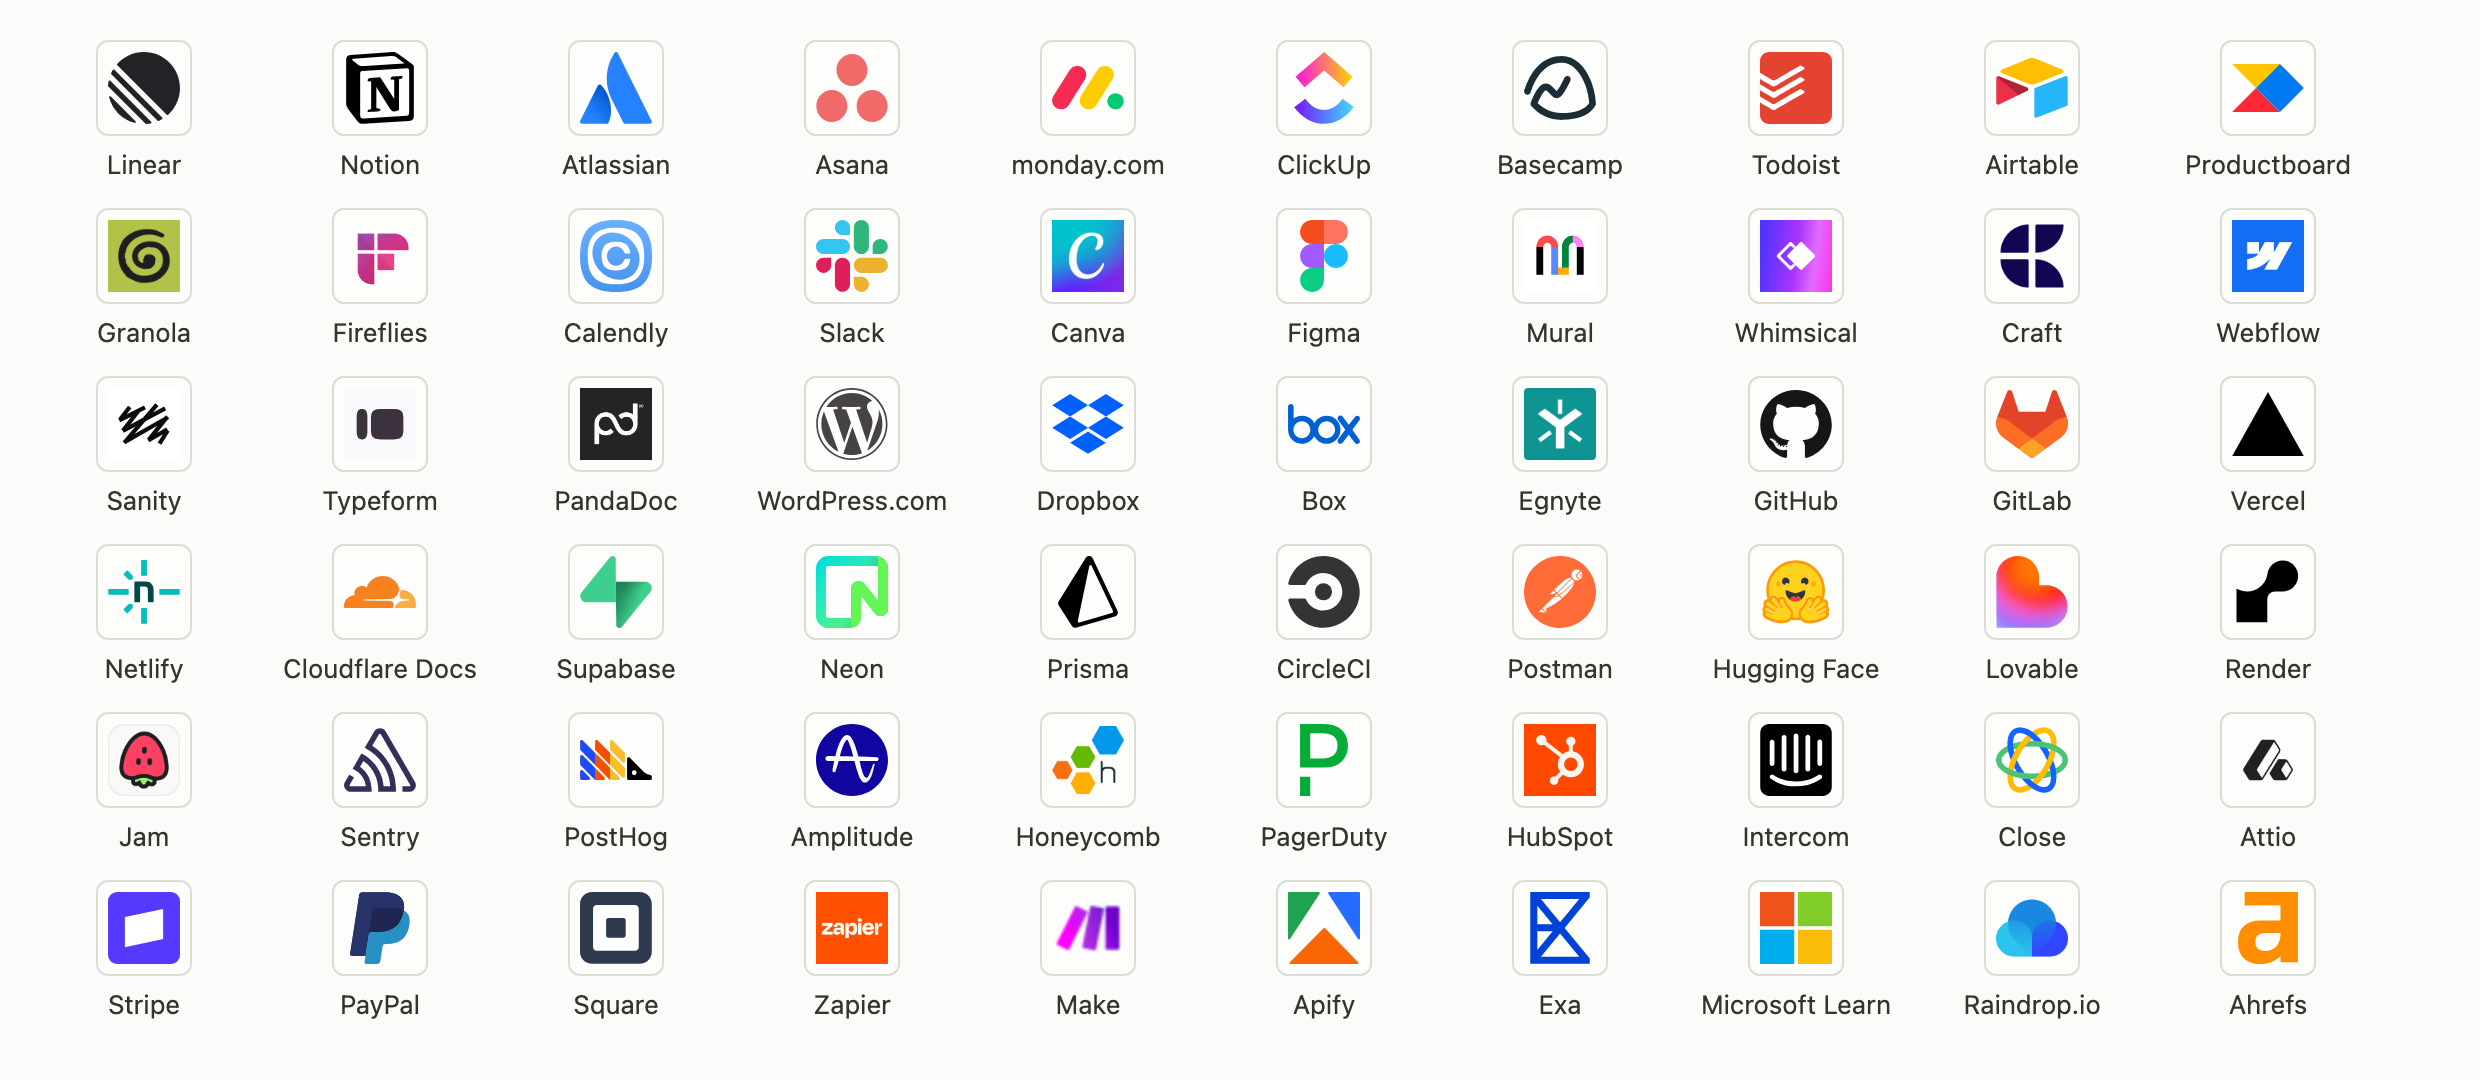 Linear
Notion
Atlassian
Asana
monday.com
ClickUp
Basecamp
Todoist
Airtable
Productboard
Granola
Fireflies
Calendly
Slack
Canva
Figma
Mural
Whimsical
Craft
Webflow
Sanity
Typeform
pd
PandaDoc
WordPress.com
Dropbox
box
Box
Egnyte
GitHub
GitLab
Vercel
n
Netlify
Cloudflare Docs
Supabase
Neon
Prisma
CircleCI
Postman
Hugging Face
Lovable
Render
Jam
Sentry
PostHog
Amplitude
h
Honeycomb
P
PagerDuty
HubSpot
Intercom
Close
Attio
Stripe
PayPal
Square
zapier
Zapier
Make
Apify
Exa
Microsoft Learn
Raindrop.io
a
Ahrefs